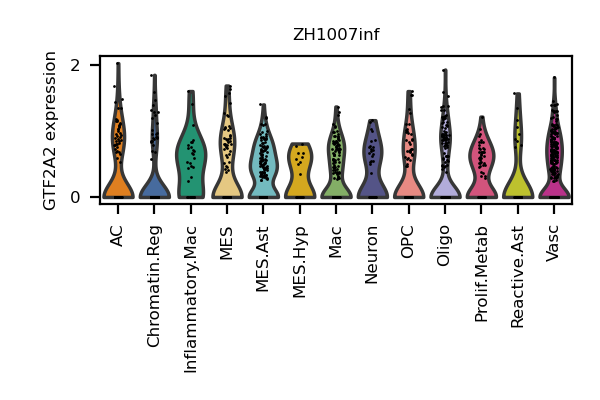 ZH1007inf
GTF2A2 expression
2
0
AC
Chromatin.Reg
Inflammatory.Mac
MES
MES.Ast
MES.Hyp
Mac
Neuron
OPC
Oligo
Prolif.Metab
Reactive.Ast
Vasc